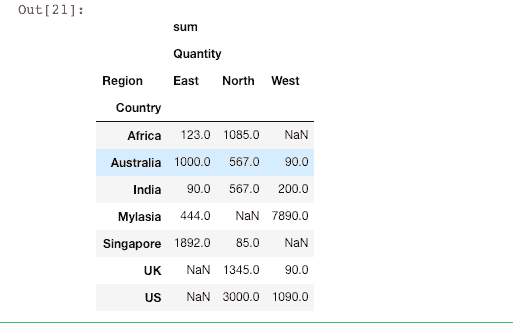 Out[21]:
sum
Quantity
Region East North West
Country
Africa 123.0 1085.0 NaN
Australia 1000.0 567.0 90.0
India 90.0 567.0 200.0
Mylasia 444.0 NaN 7890.0
Singapore 1892.0 85.0 NaN
UK NaN 1345.0 90.0
US NaN 3000.0 1090.0